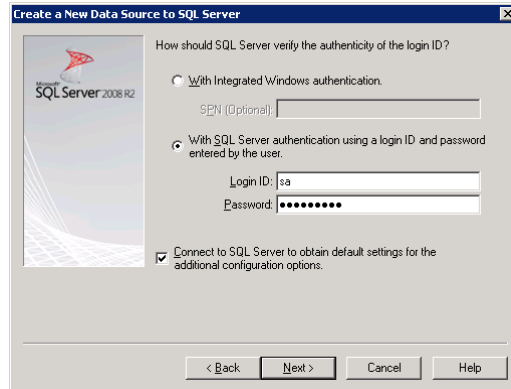 Create a New Data Source to SQL Server
Microsoft
SQL Server 2008 R2
How should SQL Server verify the authenticity of the login ID?
With Integrated Windows authentication.
SPN (Optional):
With SQL Server authentication using a login ID and password
entered by the user.
Login ID: sa
Password: ●●●●●●●●●
Connect to SQL Server to obtain default settings for the
additional configuration options.
< Back
Next >
Cancel
Help